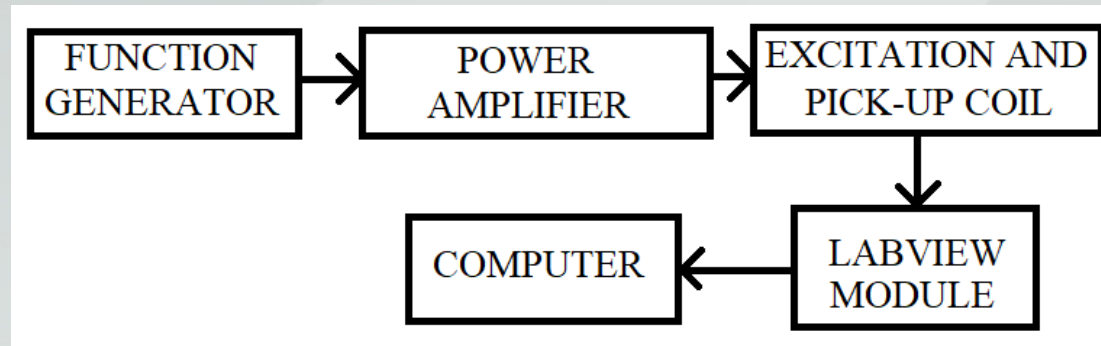 FUNCTION
GENERATOR
POWER
AMPLIFIER
EXCITATION AND
PICK-UP COIL
COMPUTER
LABVIEW
MODULE